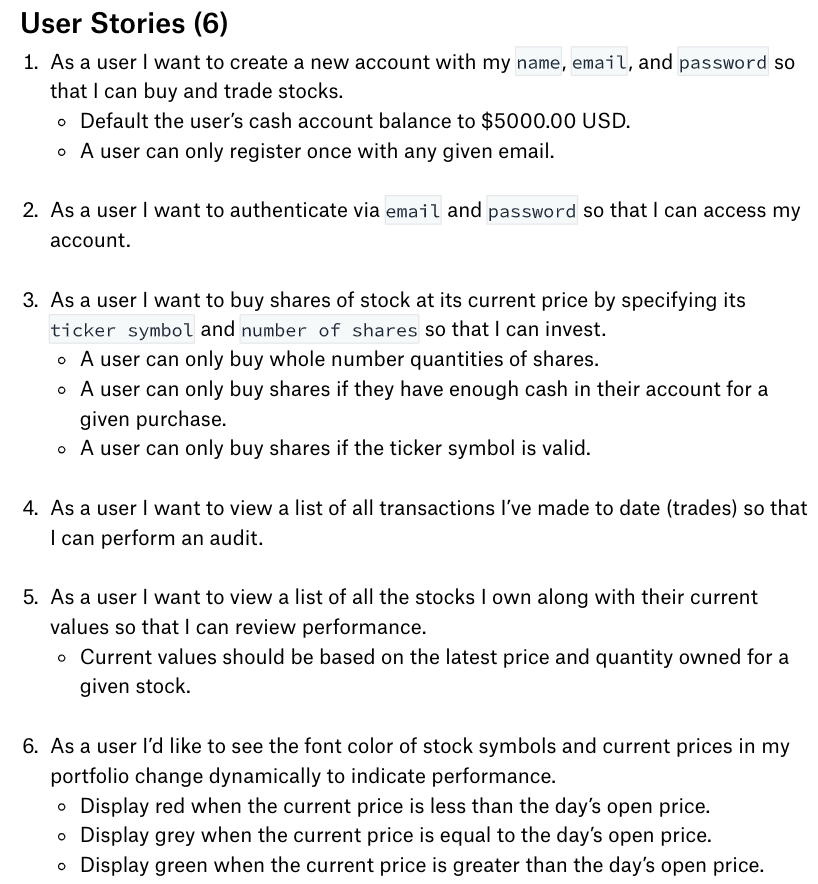 User Stories (6)
1. As a user I want to create a new account with my name, email, and password so
that I can buy and trade stocks.
◦ Default the user’s cash account balance to $5000.00 USD.
◦ A user can only register once with any given email.
2. As a user I want to authenticate via email and password so that I can access my
account.
3. As a user I want to buy shares of stock at its current price by specifying its
ticker symbol and number of shares so that I can invest.
◦ A user can only buy whole number quantities of shares.
◦ A user can only buy shares if they have enough cash in their account for a
given purchase.
◦ A user can only buy shares if the ticker symbol is valid.
4. As a user I want to view a list of all transactions I’ve made to date (trades) so that
I can perform an audit.
5. As a user I want to view a list of all the stocks I own along with their current
values so that I can review performance.
◦ Current values should be based on the latest price and quantity owned for a
given stock.
6. As a user I’d like to see the font color of stock symbols and current prices in my
portfolio change dynamically to indicate performance.
◦ Display red when the current price is less than the day’s open price.
◦ Display grey when the current price is equal to the day’s open price.
◦ Display green when the current price is greater than the day’s open price.